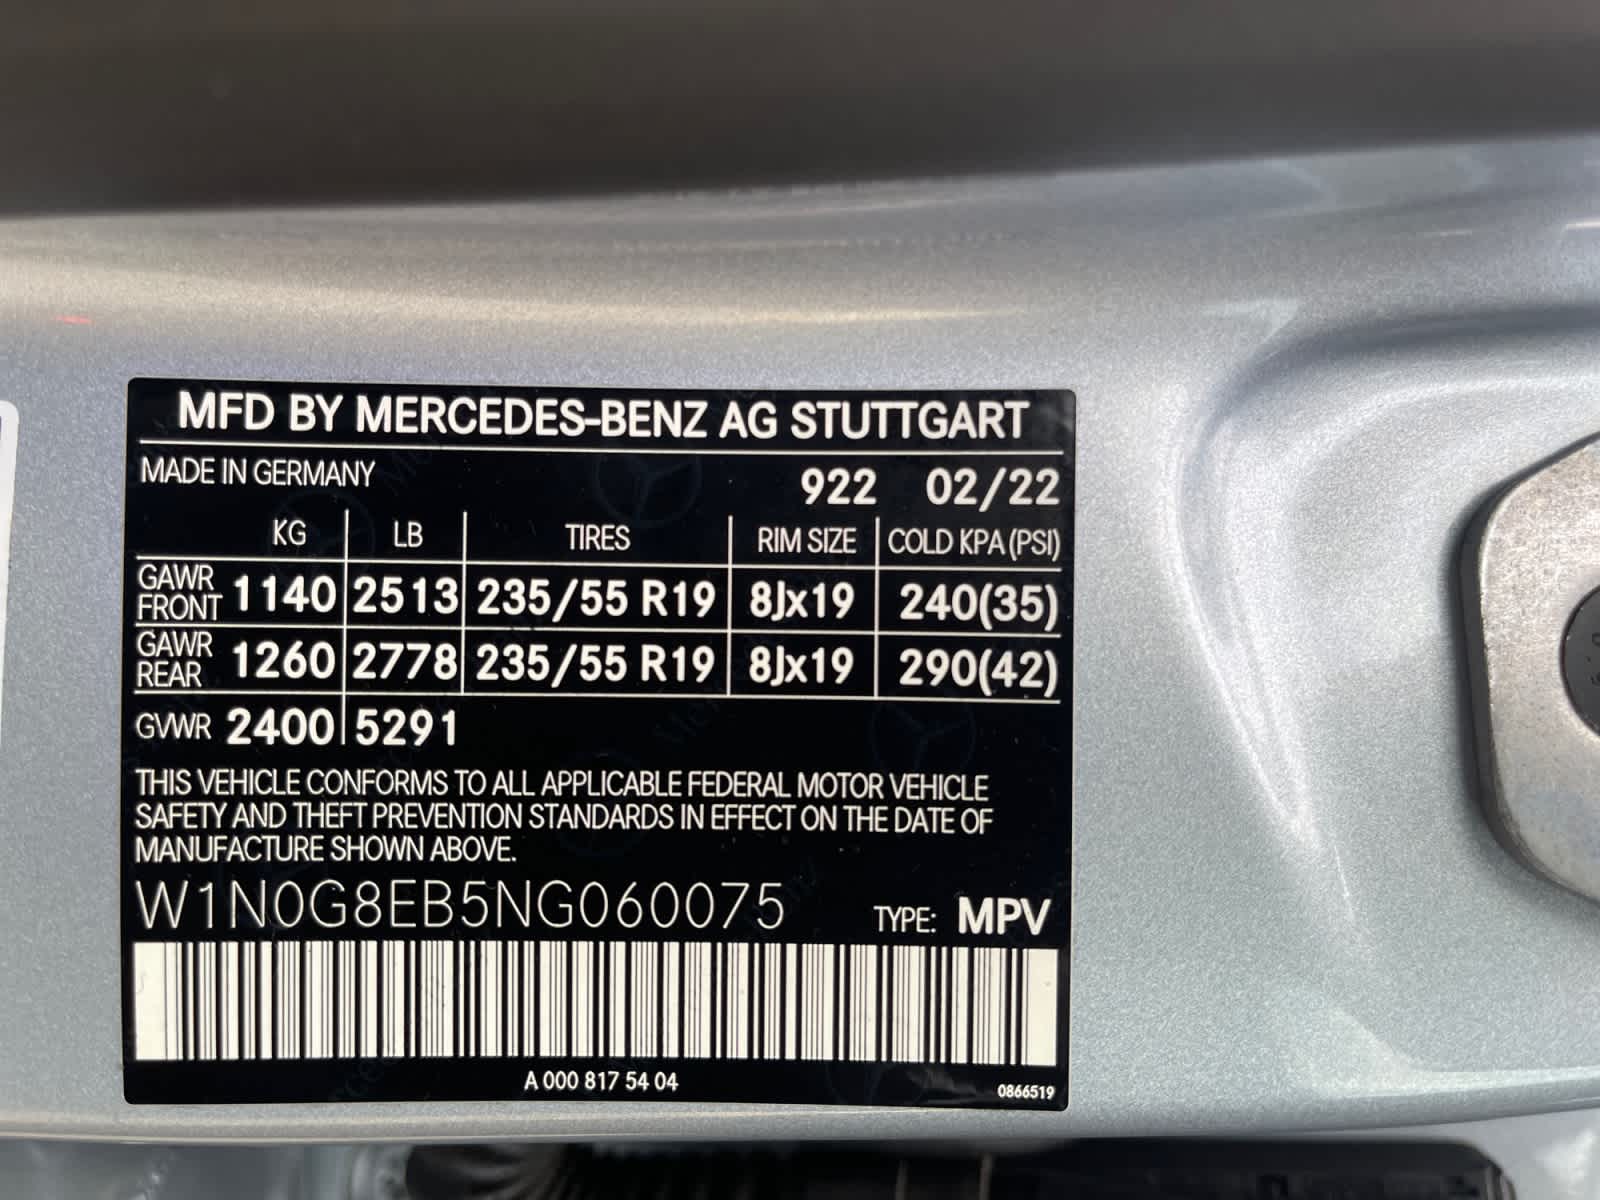 MFD BY MERCEDES-BENZ AG STUTTGART
MADE IN GERMANY 922 02/22
KG LB TIRES RIM SIZE COLD KPA (PSI)
GAWR FRONT 1140 2513 235/55 R19 8Jx19 240(35)
GAWR REAR 1260 2778 235/55 R19 8Jx19 290(42)
GVWR 2400 5291
THIS VEHICLE CONFORMS TO ALL APPLICABLE FEDERAL MOTOR VEHICLE
SAFETY AND THEFT PREVENTION STANDARDS IN EFFECT ON THE DATE OF
MANUFACTURE SHOWN ABOVE.
W1N0G8EB5NG060075 TYPE: MPV
A 000 817 54 04
0866519